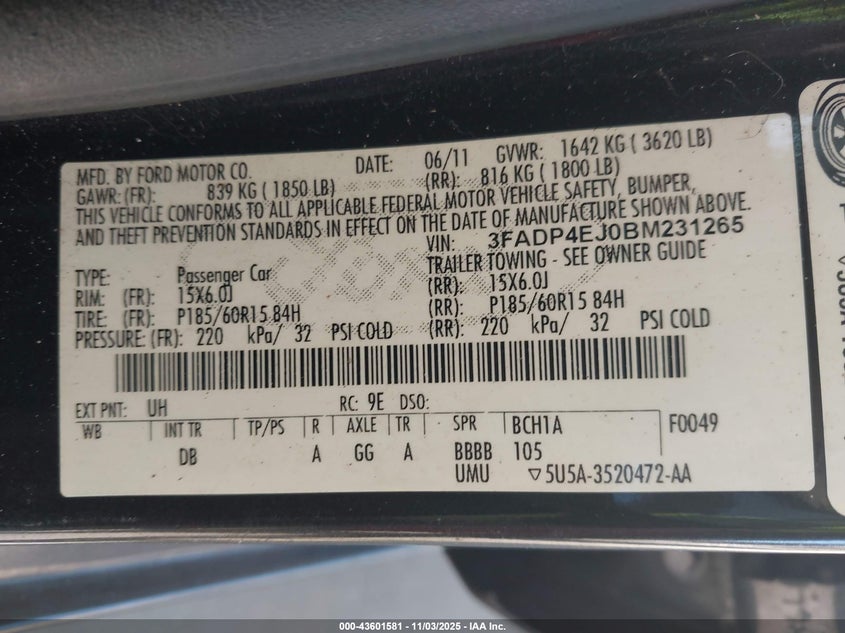 MFD. BY FORD MOTOR CO. DATE: 06/11 GVWR: 1642 KG ( 3620 LB)
GAWR: (FR): 839 KG ( 1850 LB) (RR): 816 KG ( 1800 LB)
THIS VEHICLE CONFORMS TO ALL APPLICABLE FEDERAL MOTOR VEHICLE SAFETY, BUMPER,
AND THEFT PREVENTION STANDARDS IN EFFECT ON THE DATE OF MANUFACTURE SHOWN ABOVE.
VIN: 3FADP4EJ0BM231265
TYPE: Passenger Car TRAILER TOWING - SEE OWNER GUIDE
RIM: (FR): 15X6.0J (RR): 15X6.0J
TIRE: (FR): P185/60R15 84H (RR): P185/60R15 84H
PRESSURE: (FR): 220 kPa/ 32 PSI COLD (RR): 220 kPa/ 32 PSI COLD
EXT PNT: UH RC: 9E DSO:
WB INT TR TP/PS R AXLE TR SPR BCH1A F0049
DB A GG A BBBB 105
UMU ▽5U5A-3520472-AA
000-43601581 - 11/03/2025 - IAA Inc.